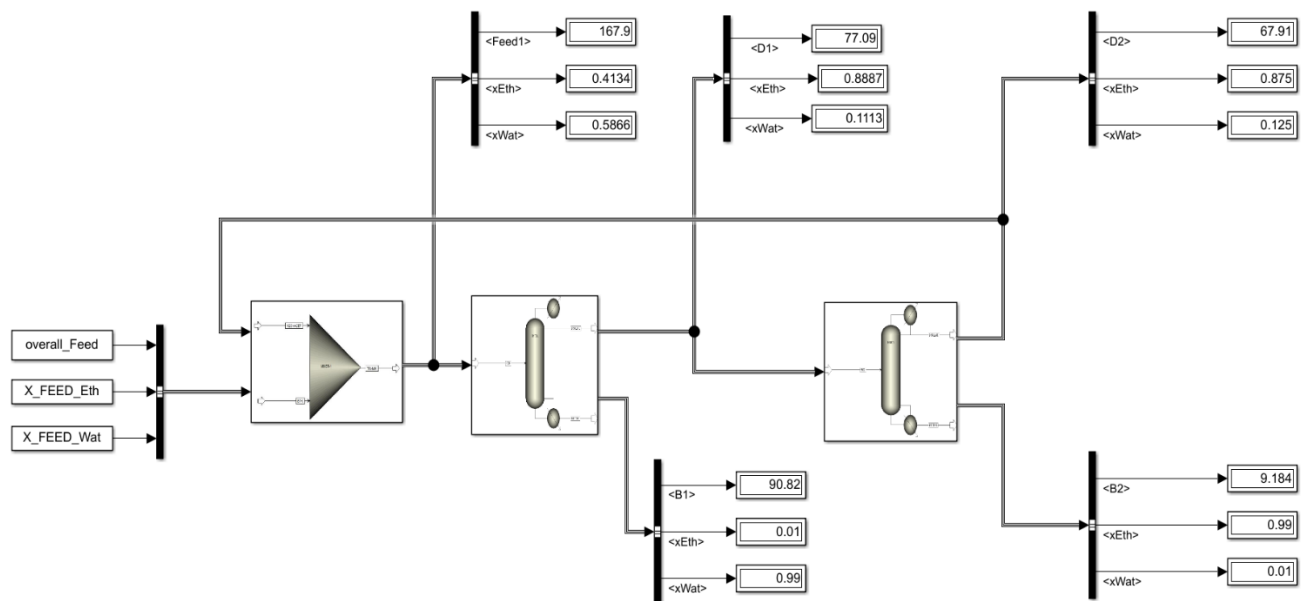 <Feed1>
167.9
<xEth>
0.4134
<xWat>
0.5866
<D1>
77.09
<xEth>
0.8887
<xWat>
0.1113
<D2>
67.91
<xEth>
0.875
<xWat>
0.125
overall_Feed
X_FEED_Eth
X_FEED_Wat
<B1>
90.82
<xEth>
0.01
<xWat>
0.99
<B2>
9.184
<xEth>
0.99
<xWat>
0.01